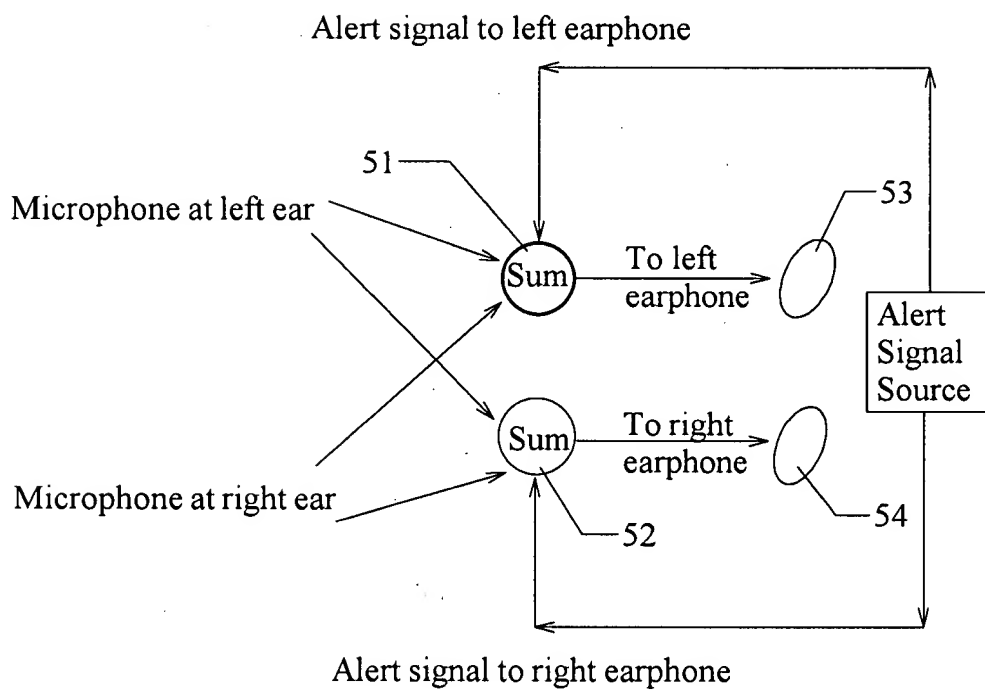 Alert signal to left earphone
51
53
Microphone at left ear
Sum
To left
earphone
Alert
Signal
Source
Sum
To right
earphone
Microphone at right ear
52
54
Alert signal to right earphone